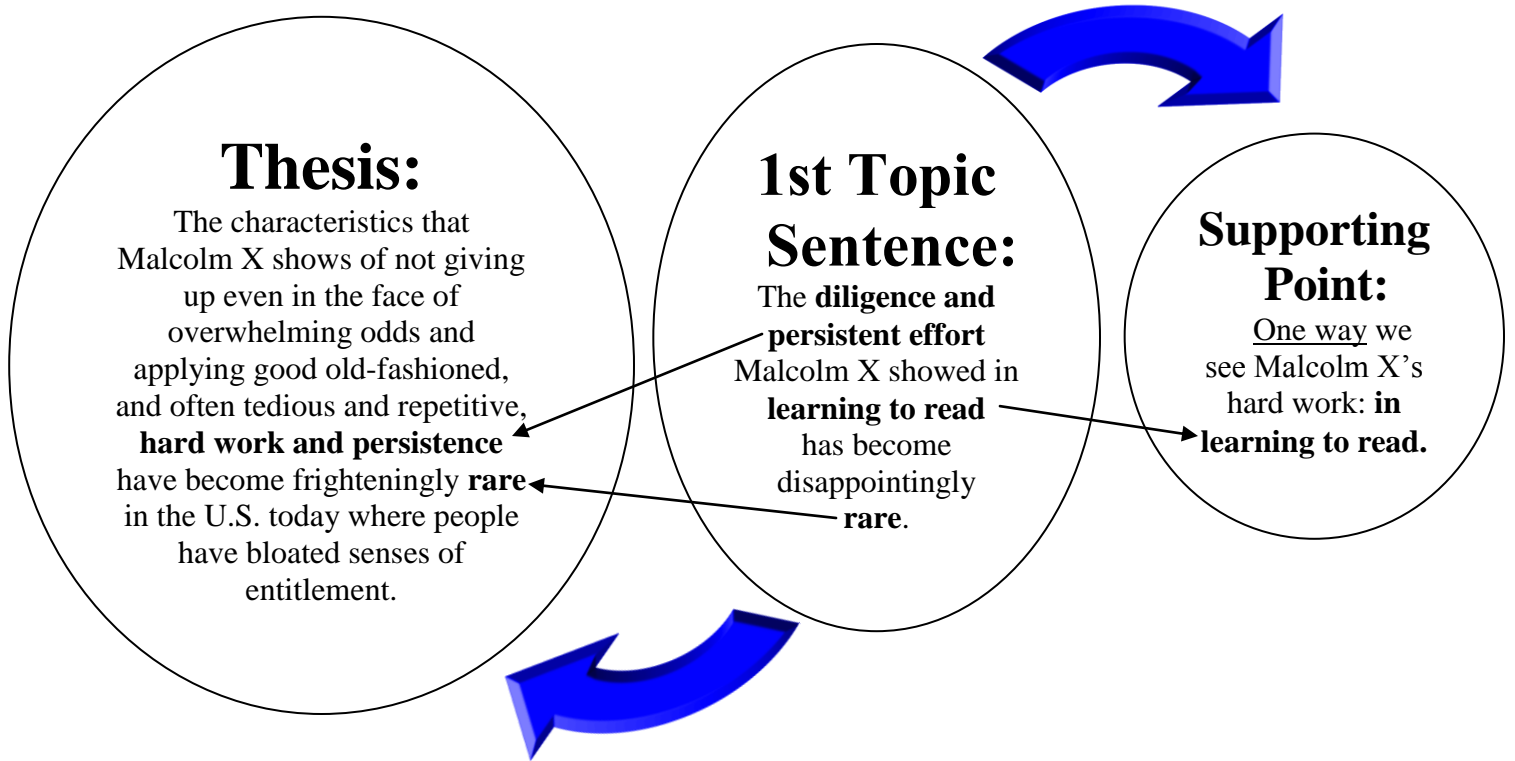 Thesis:
The characteristics that
Malcolm X shows of not giving
up even in the face of
overwhelming odds and
applying good old-fashioned,
and often tedious and repetitive,
hard work and persistence
have become frighteningly rare
in the U.S. today where people
have bloated senses of
entitlement.
1st Topic
Sentence:
The diligence and
persistent effort
Malcolm X showed in
learning to read
has become
disappointingly
rare.
Supporting
Point:
One way we
see Malcolm X’s
hard work: in
learning to read.